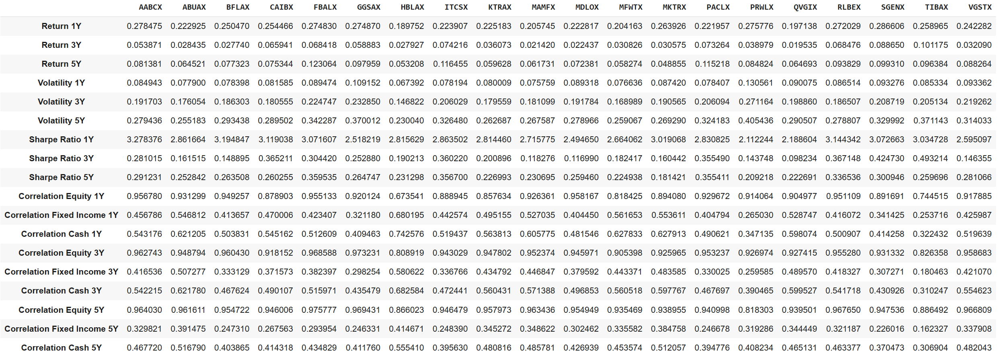 AABCX ABUAX BFLAX CAIBX FBALX GGSAX HBLAX ITCSX KTRAX MAMFX MDLOX MFWTX MKTRX PACLX PRWLX QVGIX RLBEX SGENX TIBAX VGSTX
Return 1Y 0.278475 0.222925 0.250470 0.254466 0.274830 0.274870 0.189752 0.223907 0.225183 0.205745 0.222817 0.204163 0.263926 0.221957 0.275776 0.197138 0.272029 0.286606 0.258965 0.242282
Return 3Y 0.053871 0.028435 0.027740 0.065941 0.068418 0.058883 0.027927 0.074216 0.036073 0.021420 0.022437 0.030826 0.030575 0.073264 0.038979 0.019535 0.068476 0.088650 0.101175 0.032090
Return 5Y 0.081381 0.064521 0.077323 0.075344 0.123064 0.097959 0.053208 0.116455 0.059628 0.061731 0.072381 0.058274 0.048855 0.115218 0.084824 0.064693 0.093829 0.099310 0.096384 0.088264
Volatility 1Y 0.084943 0.077900 0.078398 0.081585 0.089474 0.109152 0.067392 0.078194 0.080009 0.075759 0.089318 0.076636 0.087420 0.078407 0.130561 0.090075 0.086514 0.093276 0.085334 0.093362
Volatility 3Y 0.191703 0.176054 0.186303 0.180555 0.224747 0.232850 0.146822 0.206029 0.179559 0.181099 0.191784 0.168989 0.190565 0.206094 0.271164 0.198860 0.186507 0.208719 0.205134 0.219262
Volatility 5Y 0.279436 0.255183 0.293438 0.289502 0.342287 0.370012 0.230040 0.326480 0.262687 0.267587 0.278966 0.259067 0.269290 0.324183 0.405436 0.290507 0.278807 0.329992 0.371143 0.314033
Sharpe Ratio 1Y 3.278376 2.861664 3.194847 3.119038 3.071607 2.518219 2.815629 2.863502 2.814460 2.715775 2.494650 2.664062 3.019068 2.830825 2.112244 2.188604 3.144342 3.072663 3.034728 2.595097
Sharpe Ratio 3Y 0.281015 0.161515 0.148895 0.365211 0.304420 0.252880 0.190213 0.360220 0.200896 0.118276 0.116990 0.182417 0.160442 0.355490 0.143748 0.098234 0.367148 0.424730 0.493214 0.146355
Sharpe Ratio 5Y 0.291231 0.252842 0.263508 0.260255 0.359535 0.264747 0.231298 0.356700 0.226993 0.230695 0.259460 0.224938 0.181421 0.355411 0.209218 0.222691 0.336536 0.300946 0.259696 0.281066
Correlation Equity 1Y 0.956780 0.931299 0.949257 0.878903 0.955133 0.920124 0.673541 0.888945 0.857634 0.926361 0.958167 0.818425 0.894080 0.929672 0.914064 0.904977 0.951109 0.891691 0.744515 0.917885
Correlation Fixed Income 1Y 0.456786 0.546812 0.413657 0.470006 0.423407 0.321180 0.680195 0.442574 0.495155 0.527035 0.404450 0.561653 0.553611 0.404794 0.265030 0.528747 0.416072 0.341425 0.253716 0.425987
Correlation Cash 1Y 0.543176 0.621205 0.503831 0.545162 0.512609 0.409463 0.742576 0.519437 0.563813 0.605775 0.481546 0.627833 0.627913 0.490621 0.347135 0.598074 0.500907 0.414258 0.322432 0.519639
Correlation Equity 3Y 0.962743 0.948794 0.960430 0.918152 0.968588 0.973231 0.808919 0.943029 0.947802 0.952374 0.945971 0.905398 0.925965 0.953237 0.926974 0.927415 0.955280 0.931332 0.826358 0.958683
Correlation Fixed Income 3Y 0.416536 0.507277 0.333129 0.371573 0.382397 0.298254 0.580622 0.336766 0.434792 0.446847 0.379592 0.443371 0.483585 0.330025 0.259585 0.489570 0.418327 0.307271 0.180463 0.421070
Correlation Cash 3Y 0.542215 0.621780 0.467624 0.490107 0.515971 0.435479 0.682584 0.472441 0.560431 0.571388 0.496853 0.560518 0.597767 0.467697 0.390465 0.599527 0.541718 0.430926 0.310247 0.554623
Correlation Equity 5Y 0.964030 0.961611 0.954722 0.946006 0.975777 0.969431 0.866023 0.946479 0.957973 0.963436 0.954949 0.935469 0.938955 0.940998 0.818303 0.939501 0.967650 0.947536 0.886492 0.966809
Correlation Fixed Income 5Y 0.329821 0.391475 0.247310 0.267563 0.293954 0.246331 0.414671 0.248390 0.345272 0.348622 0.302462 0.335582 0.384758 0.246678 0.319286 0.344449 0.321187 0.226016 0.162327 0.337908
Correlation Cash 5Y 0.467720 0.516790 0.403865 0.414318 0.434829 0.411760 0.555410 0.395630 0.480816 0.485781 0.426939 0.453574 0.512057 0.394776 0.408234 0.465131 0.463377 0.370473 0.306904 0.482043